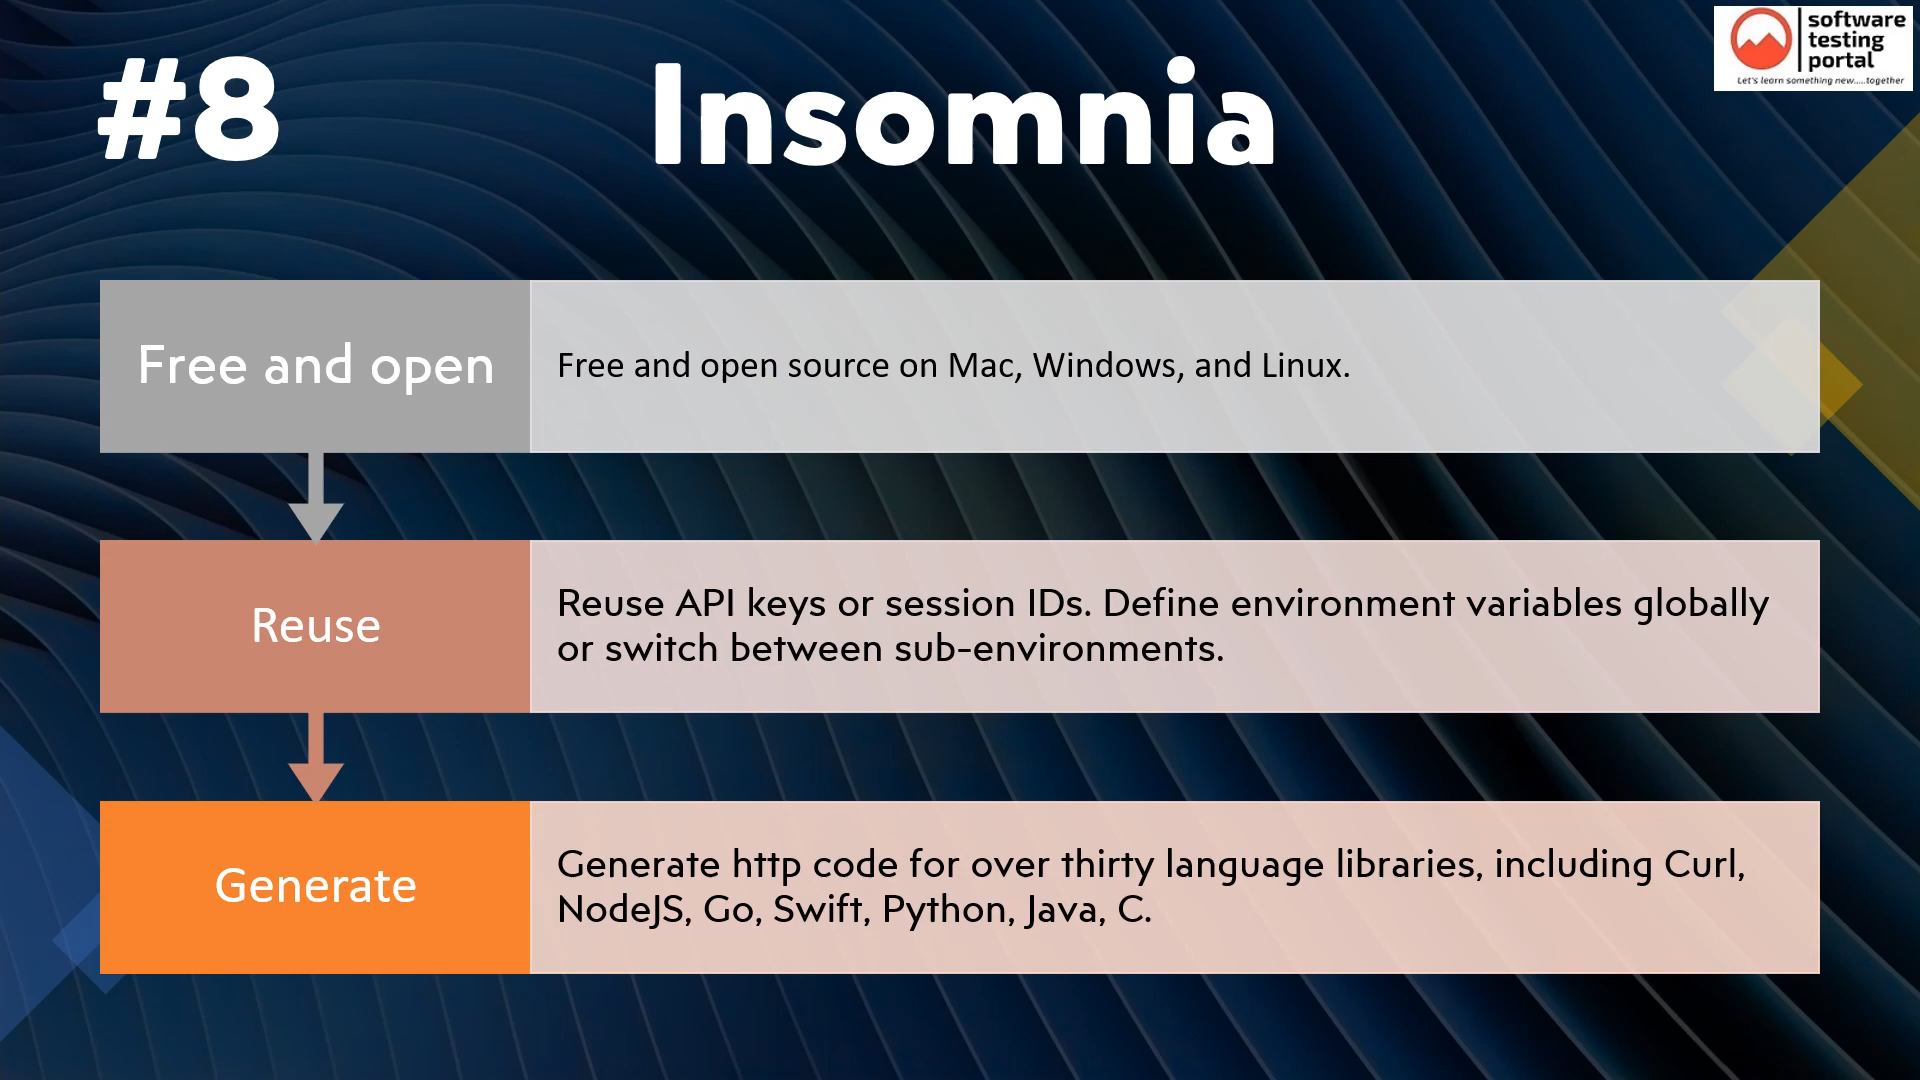 #8
Insomnia
software
testing
portal
Let's learn something new.....together
Free and open
Free and open source on Mac, Windows, and Linux.
Reuse
Reuse API keys or session IDs. Define environment variables globally
or switch between sub-environments.
Generate
Generate http code for over thirty language libraries, including Curl,
NodeJS, Go, Swift, Python, Java, C.